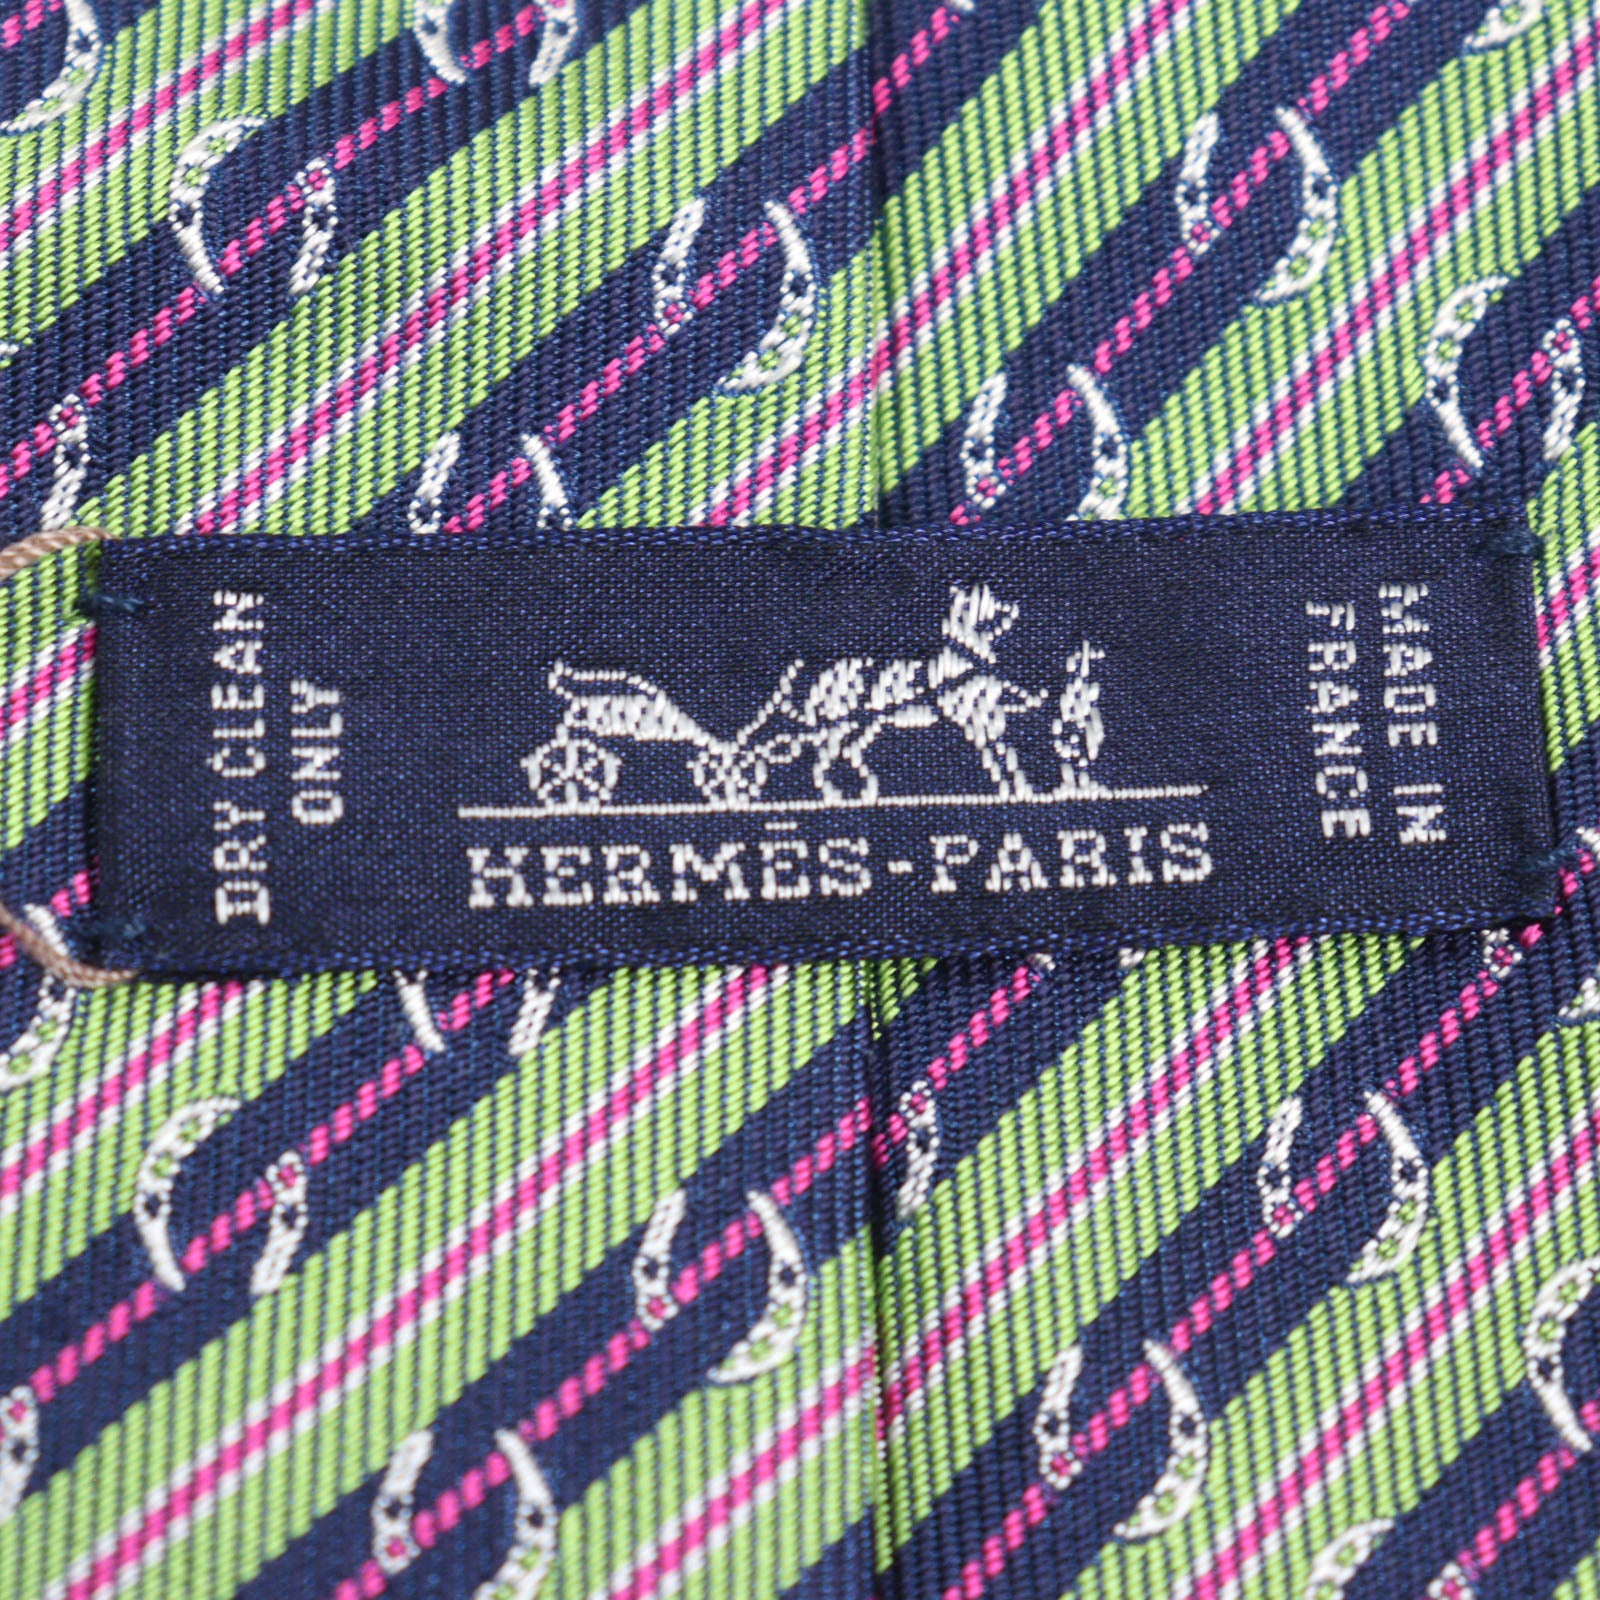 DRY CLEAN
ONLY
HERMÈS-PARIS
MADE IN
FRANCE